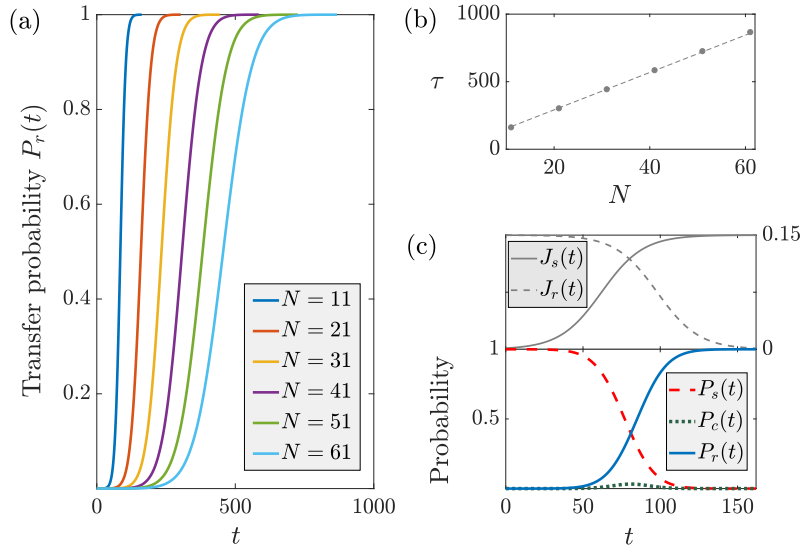 (a)
Transfer probability P_r(t)
1
0.8
0.6
0.4
0.2
0
500
1000
t
N = 11
N = 21
N = 31
N = 41
N = 51
N = 61
(b)
τ
1000
500
0
20
40
60
N
(c)
J_s(t)
J_r(t)
0.15
0
Probability
1
0.5
P_s(t)
P_c(t)
P_r(t)
0
50
100
150
t